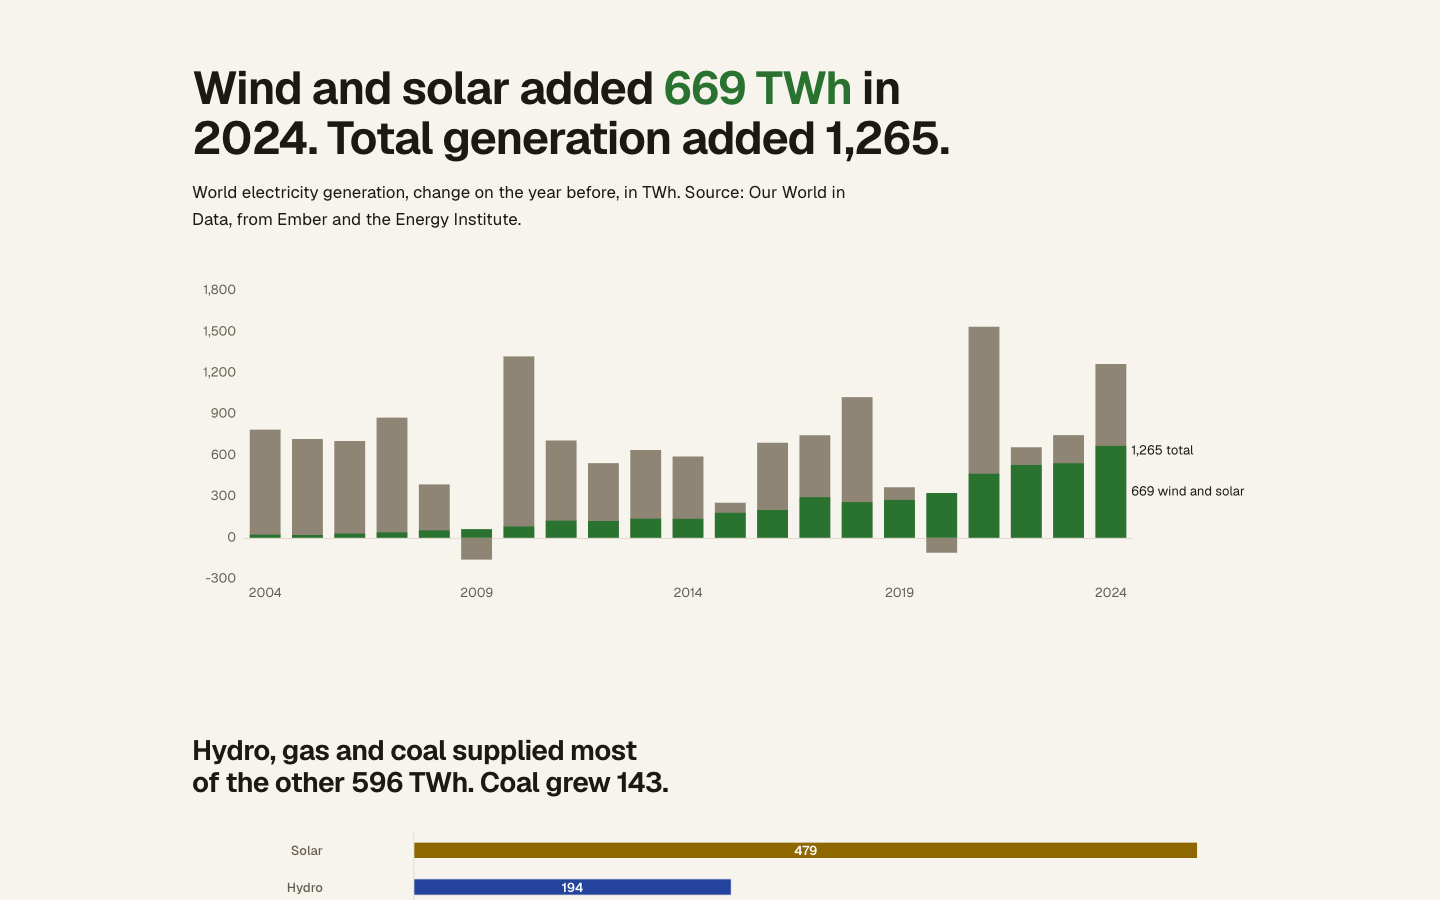 Wind and solar added 669 TWh in
2024. Total generation added 1,265.
World electricity generation, change on the year before, in TWh. Source: Our World in
Data, from Ember and the Energy Institute.
1,800
1,500
1,200
900
600
300
0
-300
1,265 total
669 wind and solar
2004
2009
2014
2019
2024
Hydro, gas and coal supplied most
of the other 596 TWh. Coal grew 143.
Solar
479
Hydro
194